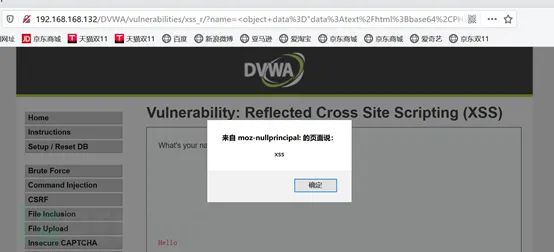 192.168.168.132/DVWA/vulnerabilities/xss_r/?name=<object+data%3D"data%3Atext%2Fhtml%3Bbase64%2CPH
网址 JD 京东商城 天猫双11 京东商城 天猫双11 百度 新浪微博 亚马逊 爱淘宝 京东商城 爱奇艺 京东双11
DVWA
Home
Instructions
Setup / Reset DB
Brute Force
Command Injection
CSRF
File Inclusion
File Upload
Insecure CAPTCHA
Vulnerability: Reflected Cross Site Scripting (XSS)
What's your na
来自 moz-nullprincipal: 的页面说:
xss
确定
Hello